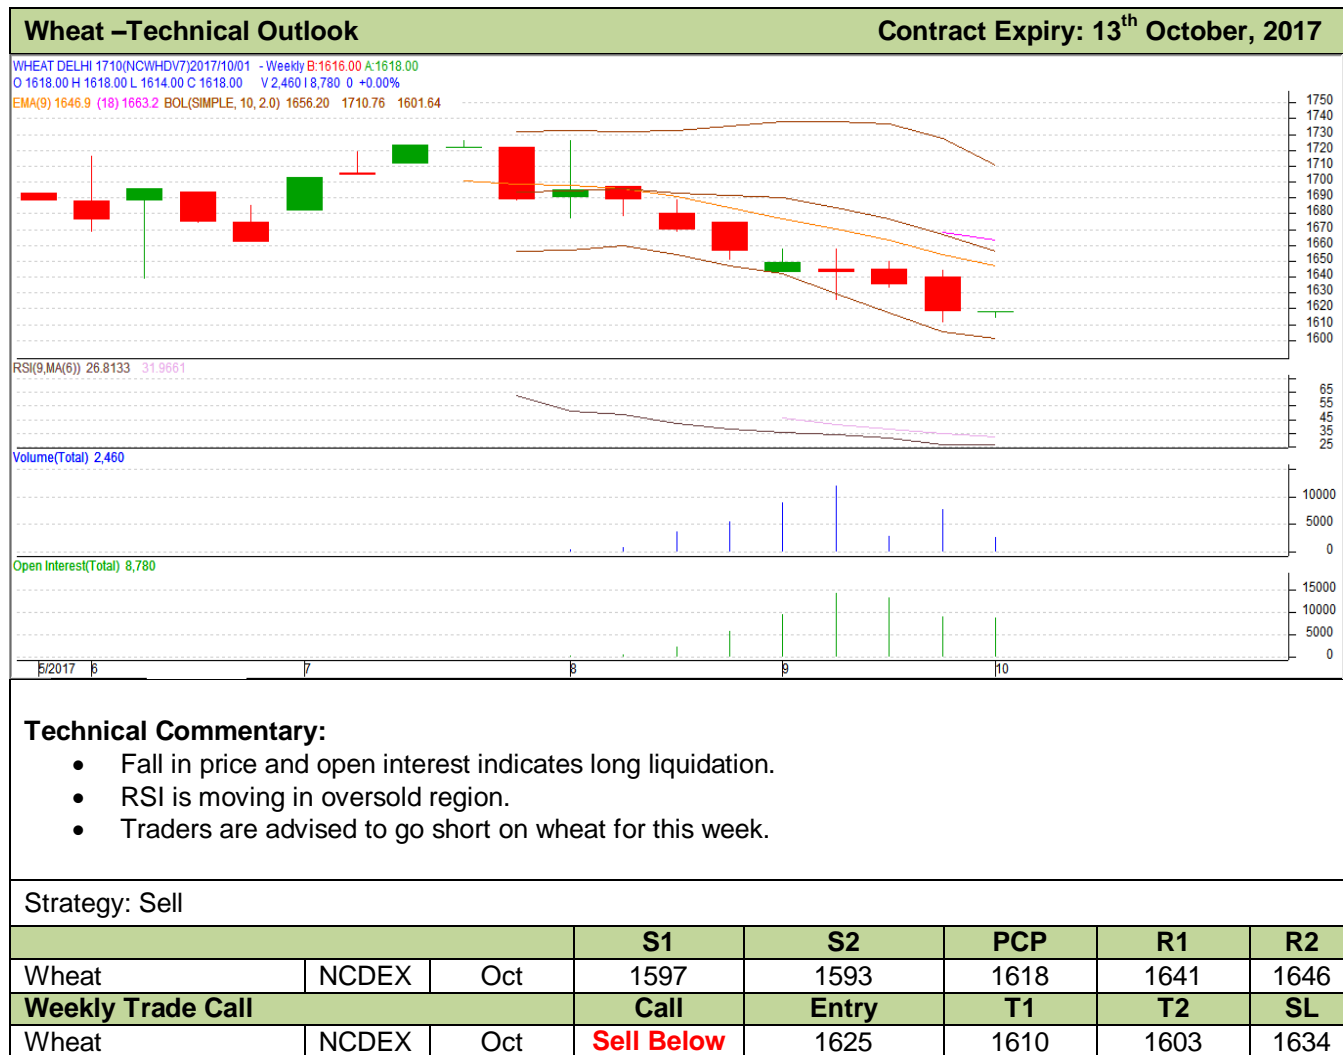 Wheat –Technical Outlook Contract Expiry: 13th October, 2017
WHEAT DELHI 1710(NCWHDV7)2017/10/01 - Weekly B:1616.00 A:1618.00
O 1618.00 H 1618.00 L 1614.00 C 1618.00 V 2,460 I 8,780 0 +0.00%
EMA(9) 1646.9 (18) 1663.2 BOL(SIMPLE, 10, 2.0) 1656.20 1710.76 1601.64
1750
1740
1730
1720
1710
1700
1690
1680
1670
1660
1650
1640
1630
1620
1610
1600
RSI(9,MA(6)) 26.8133 31.9661
65
55
45
35
25
Volume(Total) 2,460
10000
5000
0
Open Interest(Total) 8,780
15000
10000
5000
0
5/2017 6 7 8 9 10
Technical Commentary:
• Fall in price and open interest indicates long liquidation.
• RSI is moving in oversold region.
• Traders are advised to go short on wheat for this week.
Strategy: Sell
S1 S2 PCP R1 R2
Wheat NCDEX Oct 1597 1593 1618 1641 1646
Weekly Trade Call Call Entry T1 T2 SL
Wheat NCDEX Oct Sell Below 1625 1610 1603 1634